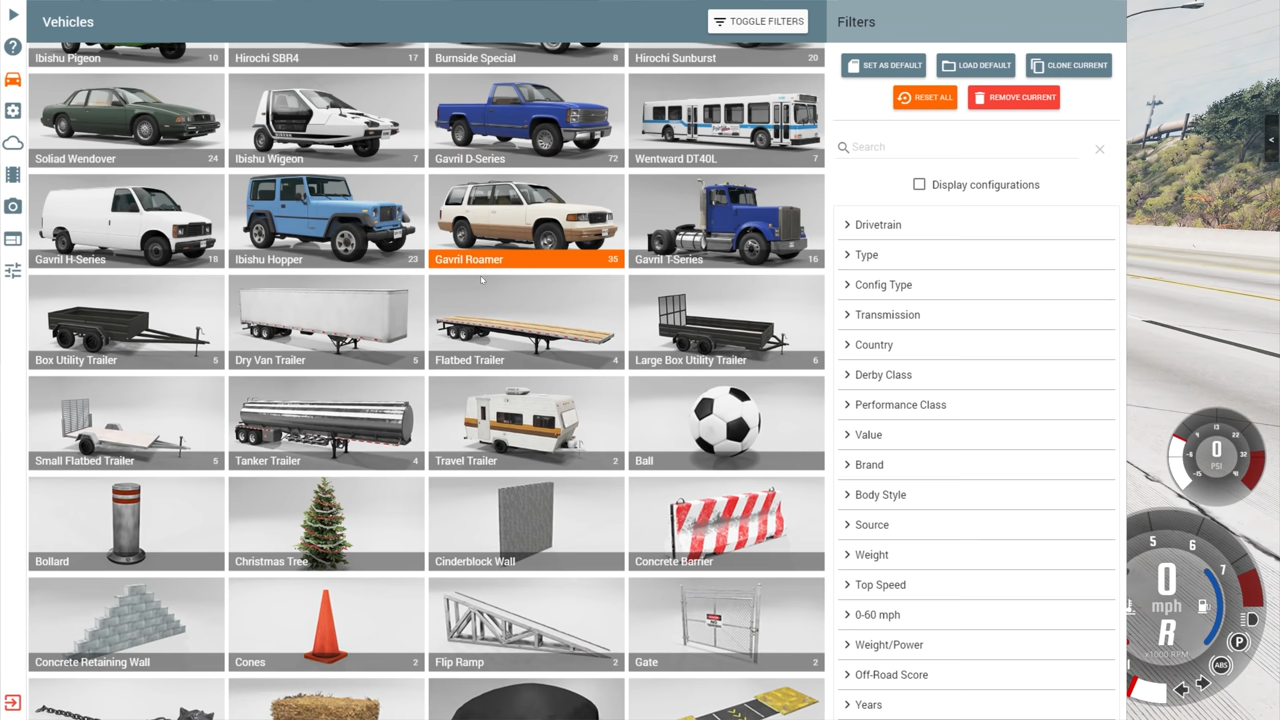 Vehicles
TOGGLE FILTERS
Filters
Ibishu Pigeon 10
Hirochi SBR4 17
Burnside Special 8
Hirochi Sunburst 20
Soliad Wendover 24
Ibishu Wigeon 7
Gavril D-Series 72
Wentward DT40L 7
Gavril H-Series 18
Ibishu Hopper 23
Gavril Roamer 35
Gavril T-Series 16
Box Utility Trailer 5
Dry Van Trailer 5
Flatbed Trailer 4
Large Box Utility Trailer 6
Small Flatbed Trailer 5
Tanker Trailer 4
Travel Trailer 2
Ball
Bollard
Christmas Tree
Cinderblock Wall
Concrete Barrier
Concrete Retaining Wall
Cones 2
Flip Ramp 2
Gate 2
SET AS DEFAULT
LOAD DEFAULT
CLONE CURRENT
RESET ALL
REMOVE CURRENT
Search
Display configurations
Drivetrain
Type
Config Type
Transmission
Country
Derby Class
Performance Class
Value
Brand
Body Style
Source
Weight
Top Speed
0-60 mph
Weight/Power
Off-Road Score
Years
0
PSI
5 6 7
0
mph
R
x1000 RPM
P
ABS